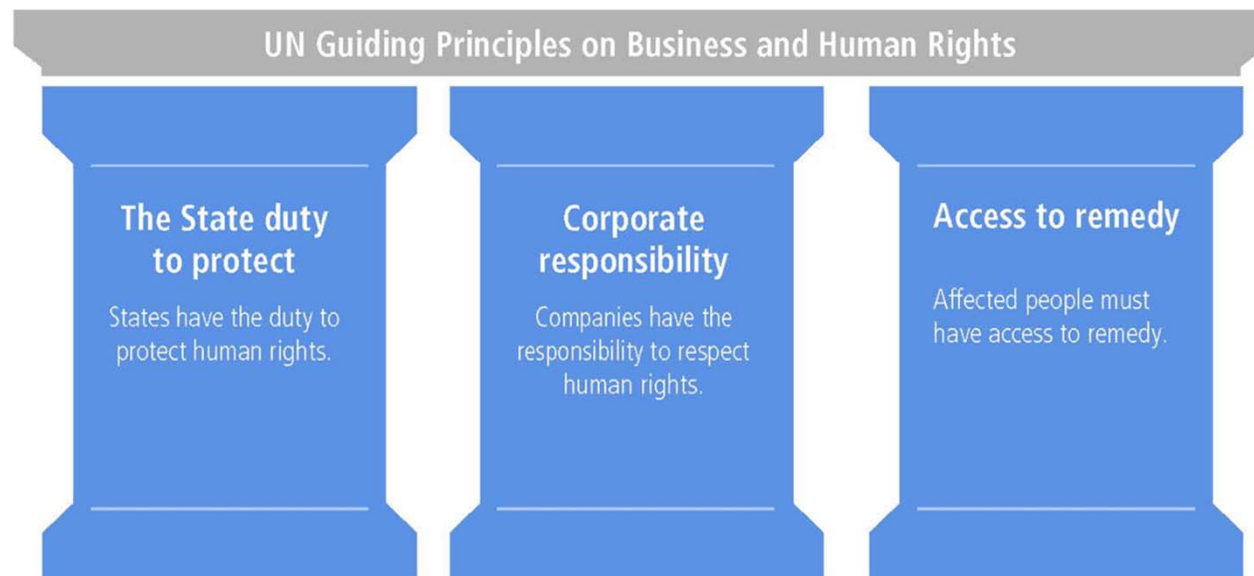 UN Guiding Principles on Business and Human Rights
The State duty
to protect
States have the duty to
protect human rights.
Corporate
responsibility
Companies have the
responsibility to respect
human rights.
Access to remedy
Affected people must
have access to remedy.